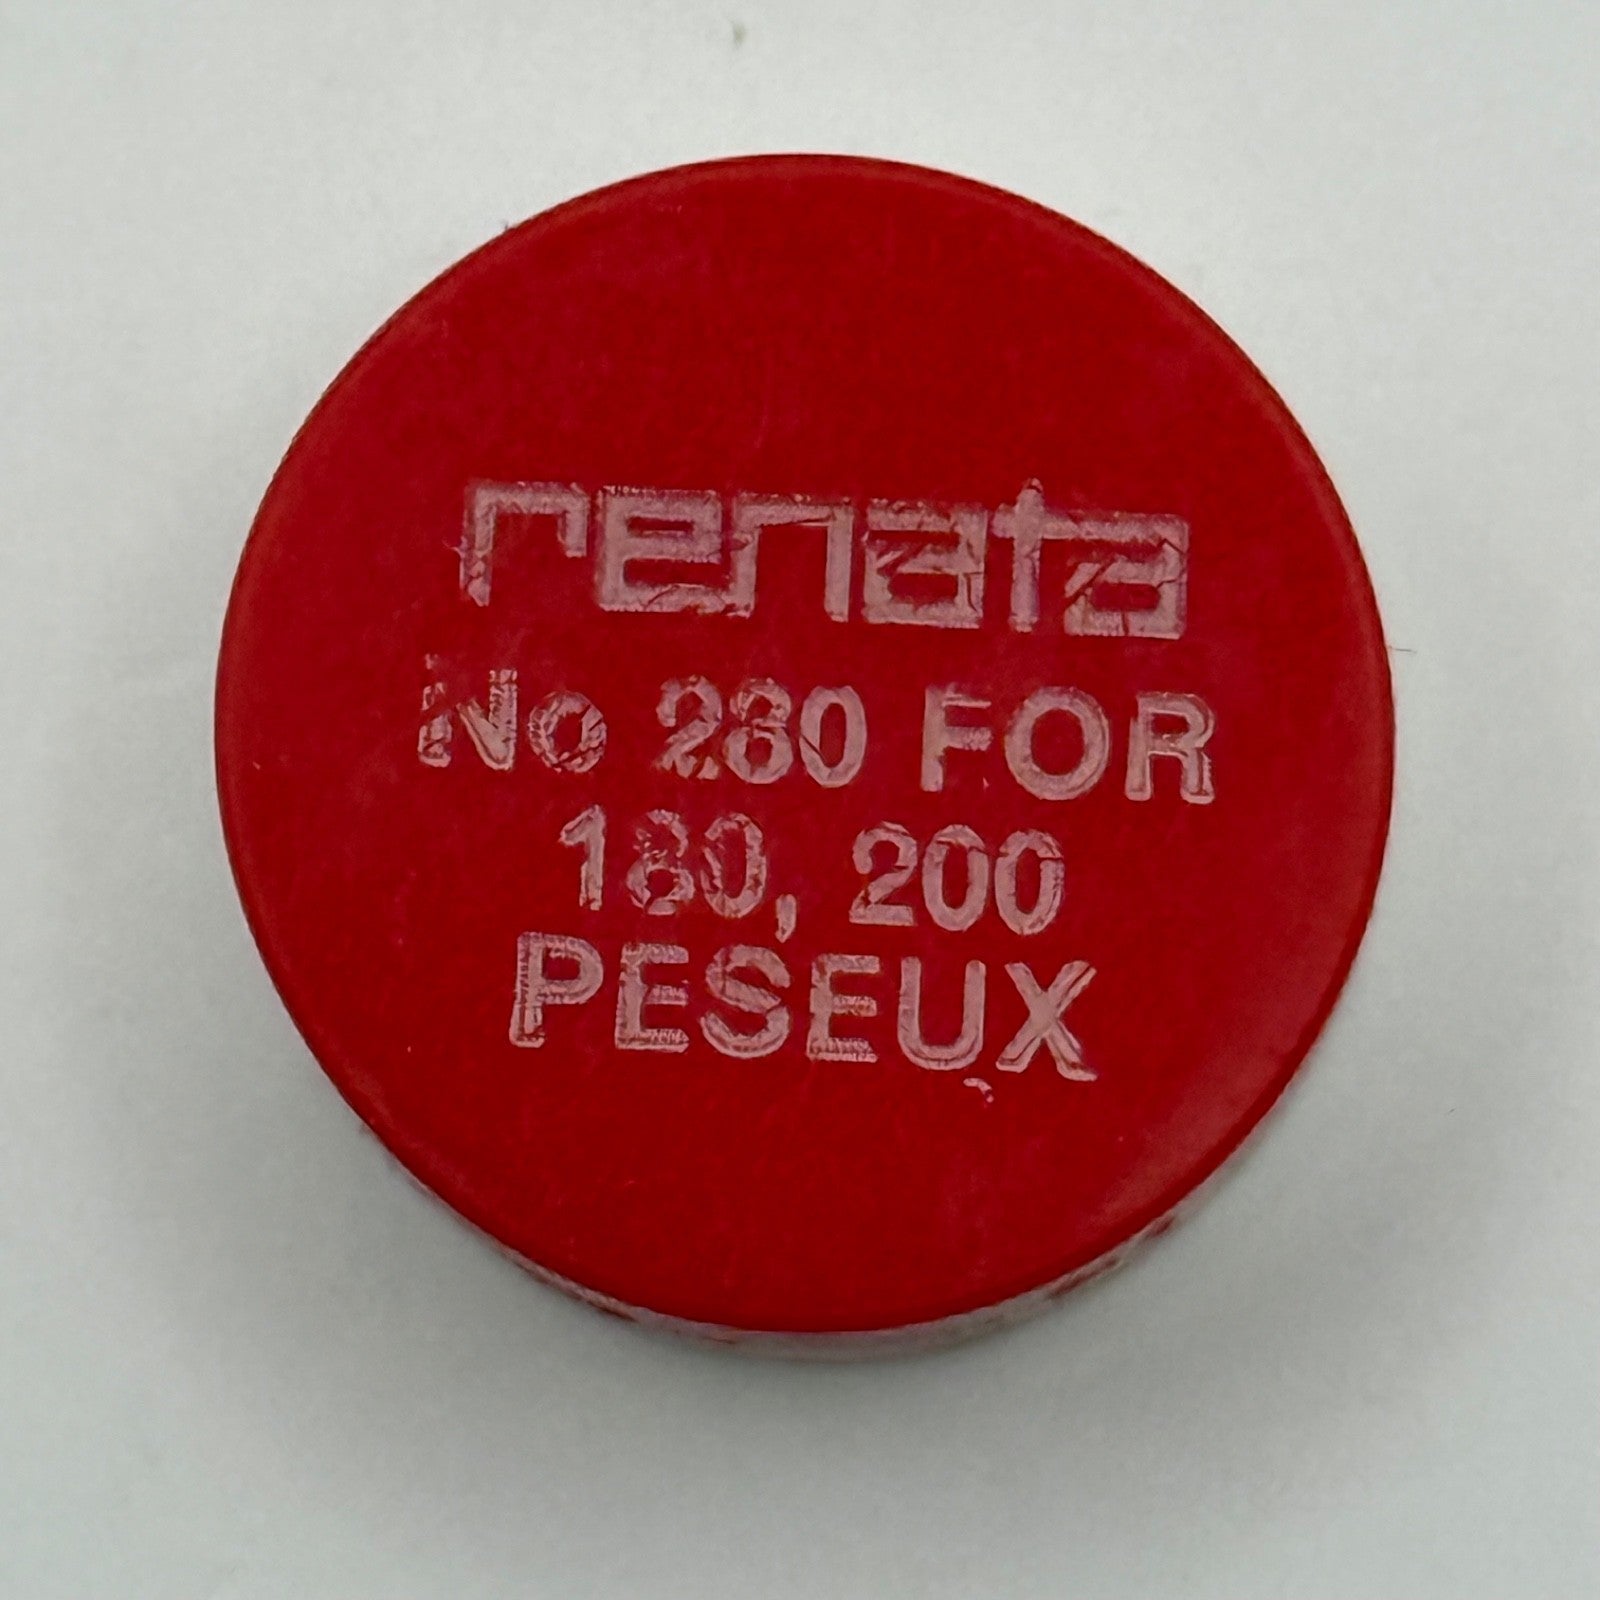 renata
No 280 FOR
180, 200
PESEUX